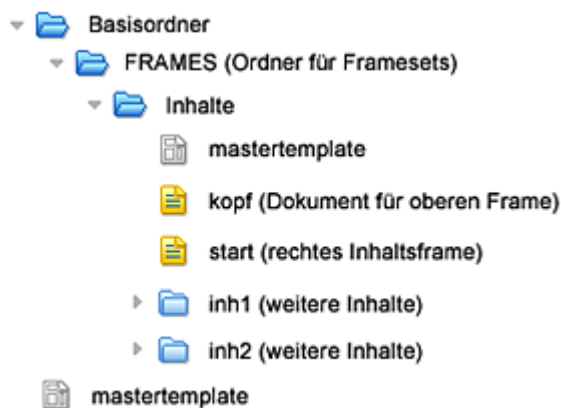 Basisordner
FRAMES (Ordner für Framesets)
Inhalte
mastertemplate
kopf (Dokument für oberen Frame)
start (rechtes Inhaltsframe)
inh1 (weitere Inhalte)
inh2 (weitere Inhalte)
mastertemplate